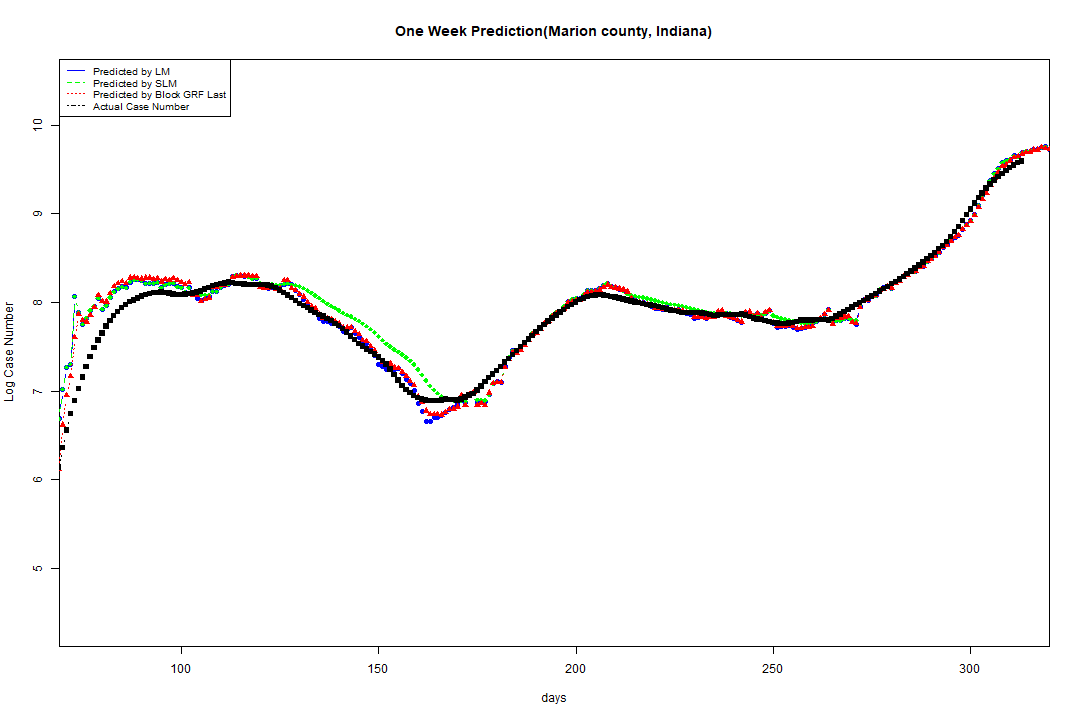 One Week Prediction(Marion county, Indiana)
Predicted by LM
Predicted by SLM
Predicted by Block GRF Last
Actual Case Number
Log Case Number
10
9
8
7
6
5
100 150 200 250 300
days